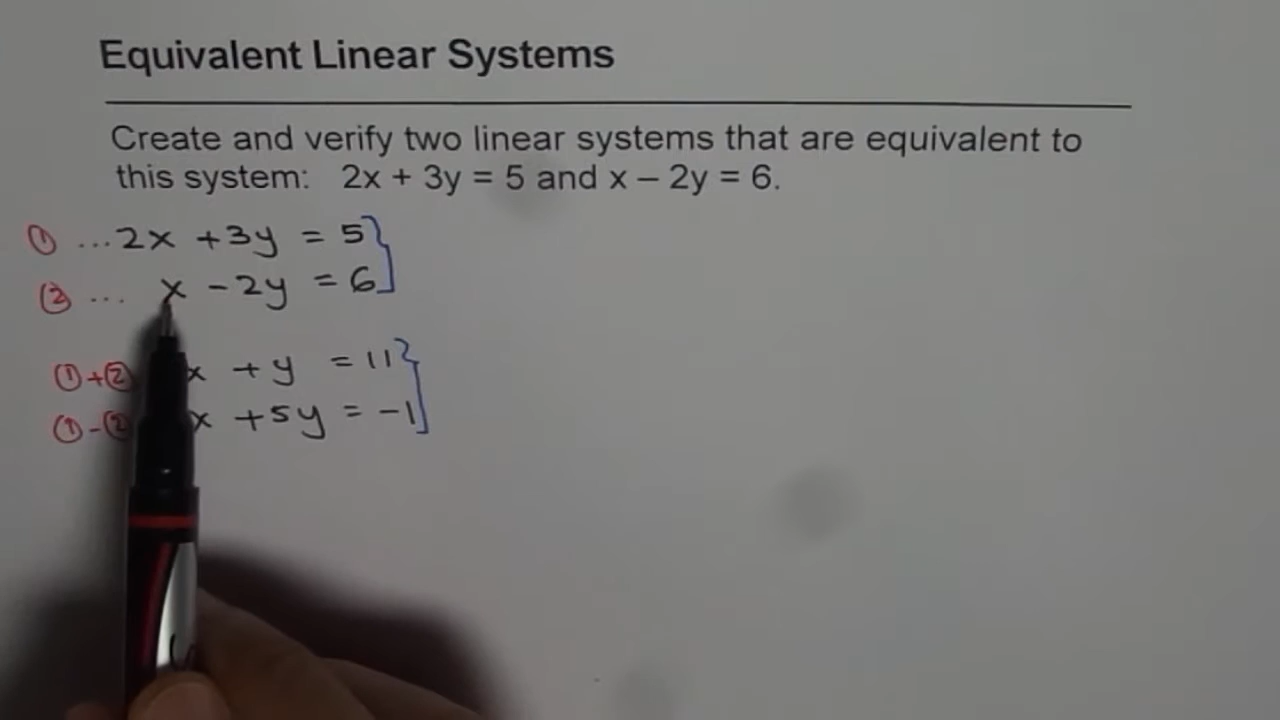 Equivalent Linear Systems
Create and verify two linear systems that are equivalent to
this system: 2x + 3y = 5 and x – 2y = 6.
① ...2x +3y = 5
② ... x - 2y = 6
①+② x + y = 11
①-② x +5y = -1